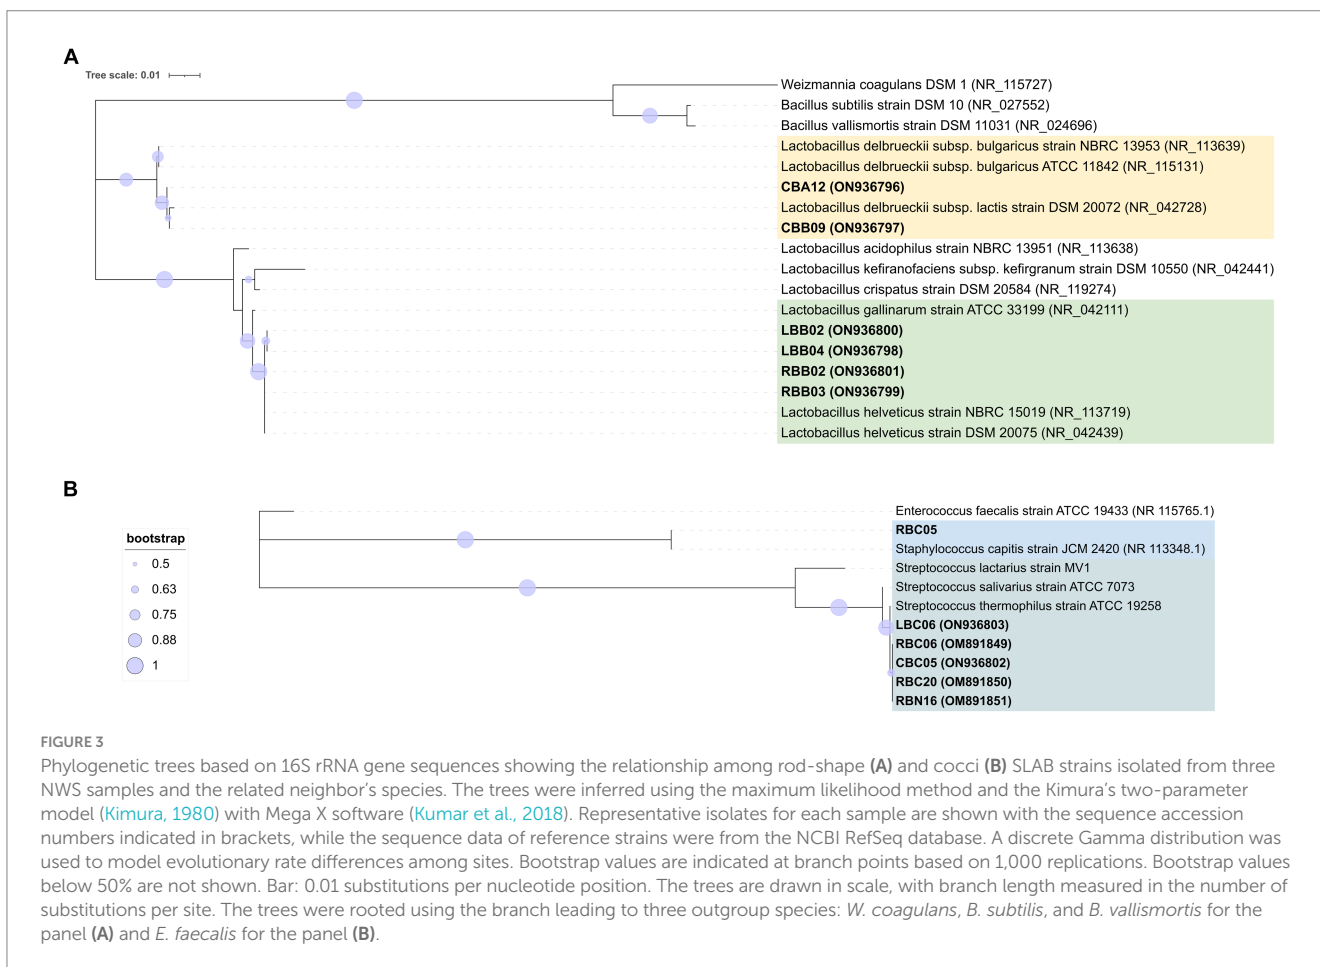 A
Tree scale: 0.01
Weizmannia coagulans DSM 1 (NR_115727)
Bacillus subtilis strain DSM 10 (NR_027552)
Bacillus vallismortis strain DSM 11031 (NR_024696)
Lactobacillus delbrueckii subsp. bulgaricus strain NBRC 13953 (NR_113639)
Lactobacillus delbrueckii subsp. bulgaricus ATCC 11842 (NR_115131)
CBA12 (ON936796)
Lactobacillus delbrueckii subsp. lactis strain DSM 20072 (NR_042728)
CBB09 (ON936797)
Lactobacillus acidophilus strain NBRC 13951 (NR_113638)
Lactobacillus kefiranofaciens subsp. kefirgranum strain DSM 10550 (NR_042441)
Lactobacillus crispatus strain DSM 20584 (NR_119274)
Lactobacillus gallinarum strain ATCC 33199 (NR_042111)
LBB02 (ON936800)
LBB04 (ON936798)
RBB02 (ON936801)
RBB03 (ON936799)
Lactobacillus helveticus strain NBRC 15019 (NR_113719)
Lactobacillus helveticus strain DSM 20075 (NR_042439)
B
bootstrap
0.5
0.63
0.75
0.88
1
Enterococcus faecalis strain ATCC 19433 (NR 115765.1)
RBC05
Staphylococcus capitis strain JCM 2420 (NR 113348.1)
Streptococcus lactarius strain MV1
Streptococcus salivarius strain ATCC 7073
Streptococcus thermophilus strain ATCC 19258
LBC06 (ON936803)
RBC06 (OM891849)
CBC05 (ON936802)
RBC20 (OM891850)
RBN16 (OM891851)
FIGURE 3
Phylogenetic trees based on 16S rRNA gene sequences showing the relationship among rod-shape (A) and cocci (B) SLAB strains isolated from three
NWS samples and the related neighbor's species. The trees were inferred using the maximum likelihood method and the Kimura's two-parameter
model (Kimura, 1980) with Mega X software (Kumar et al., 2018). Representative isolates for each sample are shown with the sequence accession
numbers indicated in brackets, while the sequence data of reference strains were from the NCBI RefSeq database. A discrete Gamma distribution was
used to model evolutionary rate differences among sites. Bootstrap values are indicated at branch points based on 1,000 replications. Bootstrap values
below 50% are not shown. Bar: 0.01 substitutions per nucleotide position. The trees are drawn in scale, with branch length measured in the number of
substitutions per site. The trees were rooted using the branch leading to three outgroup species: W. coagulans, B. subtilis, and B. vallismortis for the
panel (A) and E. faecalis for the panel (B).